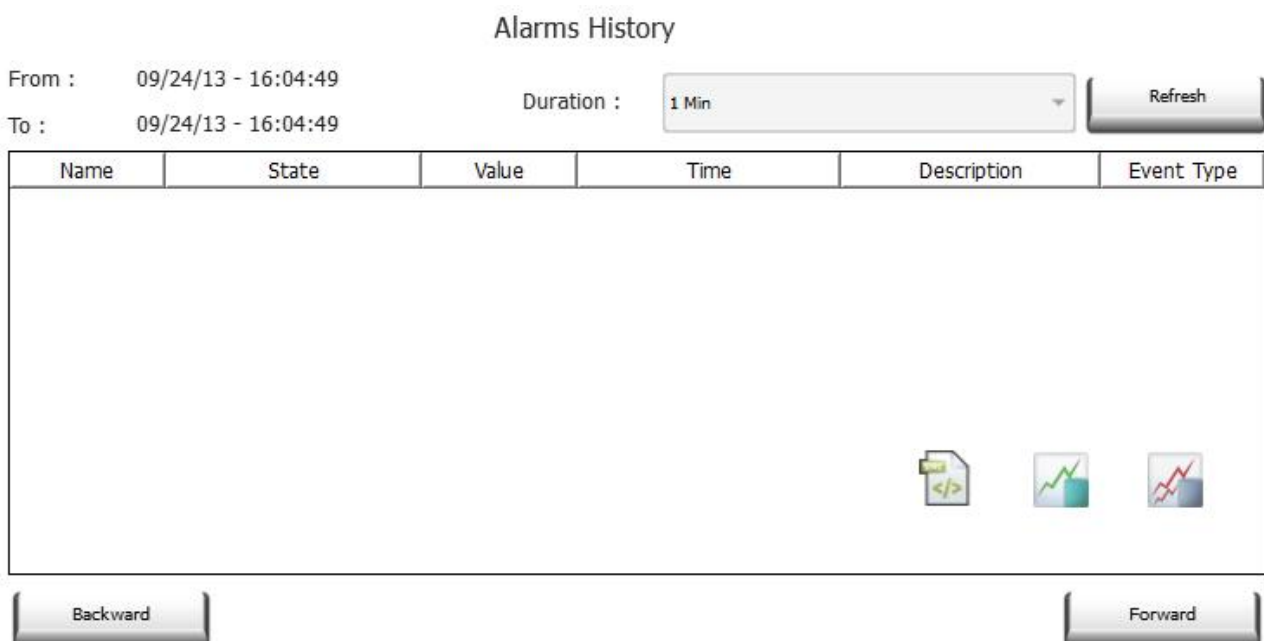 Alarms History
From : 09/24/13 - 16:04:49
To : 09/24/13 - 16:04:49
Duration : 1 Min
Refresh
Name State Value Time Description Event Type
</>
Backward
Forward